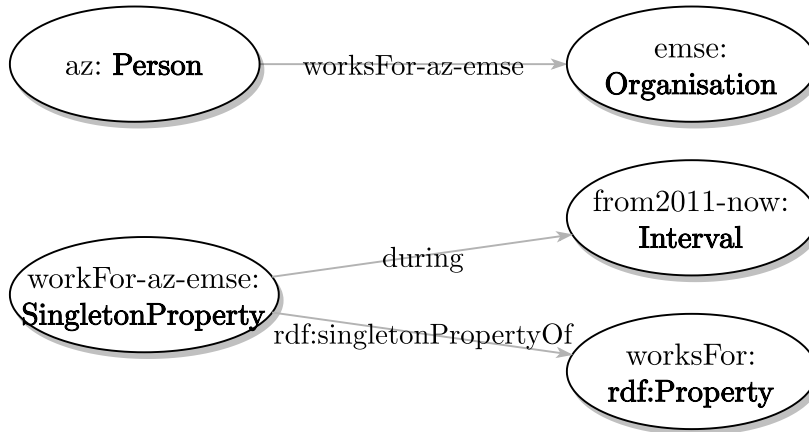 az: Person
worksFor-az-emse
emse:
Organisation
workFor-az-emse:
SingletonProperty
during
from2011-now:
Interval
rdf:singletonPropertyOf
worksFor:
rdf:Property